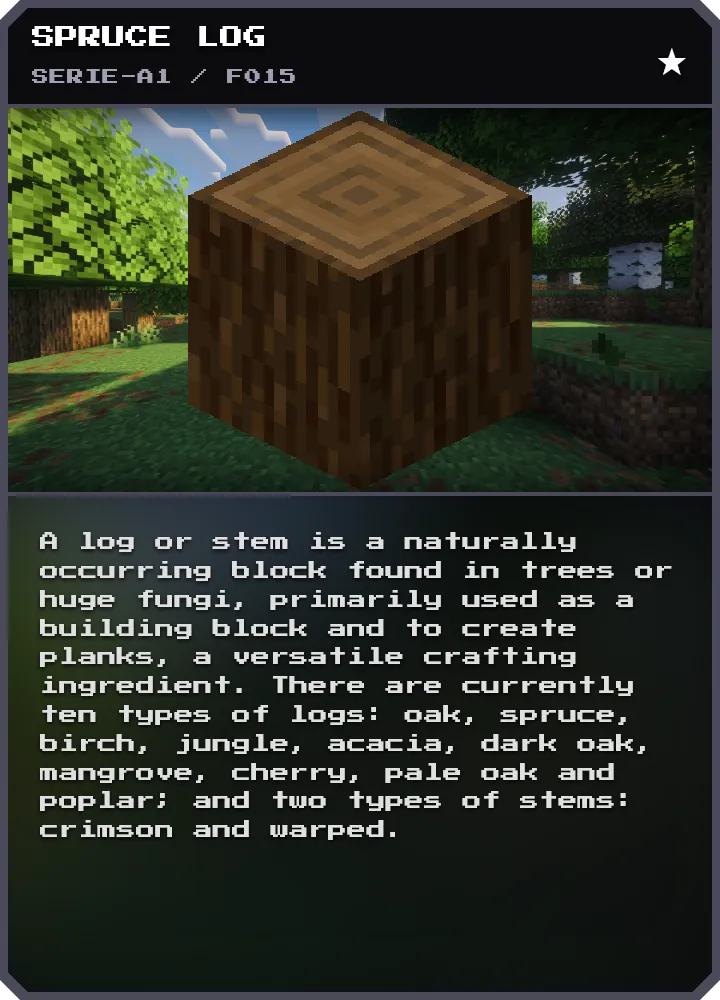 SPRUCE LOG
SERIE-A1 / F015
A log or stem is a naturally
occurring block found in trees or
huge fungi, primarily used as a
building block and to create
planks, a versatile crafting
ingredient. There are currently
ten types of logs: oak, spruce,
birch, jungle, acacia, dark oak,
mangrove, cherry, pale oak and
poplar; and two types of stems:
crimson and warped.